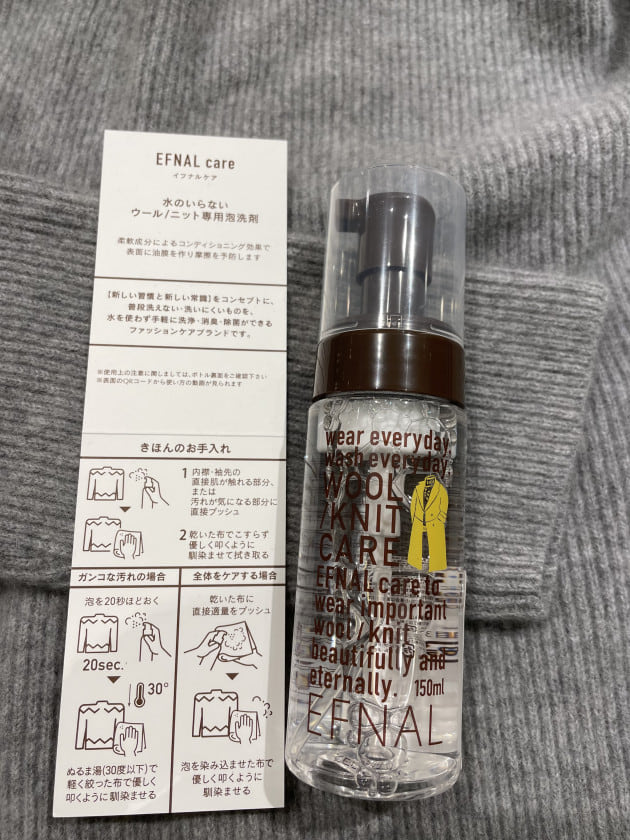 EFNAL care
イフナルケア
水のいらない
ウール/ニット専用泡洗剤
柔軟成分によるコンディショニング効果で
表面に油膜を作り摩擦を予防します
【新しい習慣と新しい常識】をコンセプトに、
普段洗えない・洗いにくいものを、
水を使わず手軽に洗浄・消臭・除菌ができる
ファッションケアブランドです。
※使用上の注意に関しましては、ボトル裏面をご確認下さい
※表面のQRコードから使い方の動画が見られます
きほんのお手入れ
1 内襟・袖先の
直接肌が触れる部分、
または
汚れが気になる部分に
直接プッシュ
2 乾いた布でこすらず
優しく叩くように
馴染ませて拭き取る
ガンコな汚れの場合
泡を20秒ほどおく
20sec.
30°
ぬるま湯(30度以下)で
軽く絞った布で優しく
叩くように馴染ませる
全体をケアする場合
乾いた布に
直接適量をプッシュ
泡を染み込ませた布で
優しく叩くように
馴染ませる
wear everyday,
wash everyday.
WOOL
/KNIT
CARE
EFNAL care to
wear important
wool / knit
beautifully and
eternally. 150ml
EFNAL